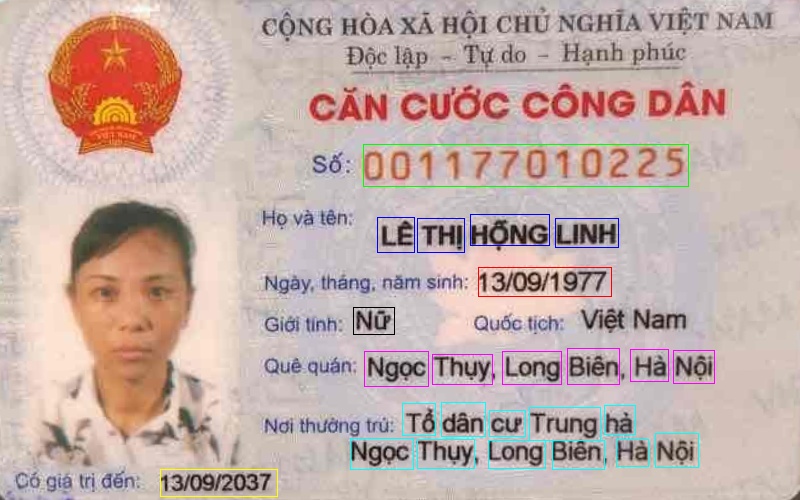 CỘNG HÒA XÃ HỘI CHỦ NGHĨA VIỆT NAM
Độc lập - Tự do - Hạnh phúc
CĂN CƯỚC CÔNG DÂN
VIỆT NAM
Số: 001177010225
Họ và tên: LÊ THỊ HỒNG LINH
Ngày, tháng, năm sinh: 13/09/1977
Giới tính: Nữ Quốc tịch: Việt Nam
Quê quán: Ngọc Thụy, Long Biên, Hà Nội
Nơi thường trú: Tổ dân cư Trung hà
Ngọc Thụy, Long Biên, Hà Nội
Có giá trị đến: 13/09/2037